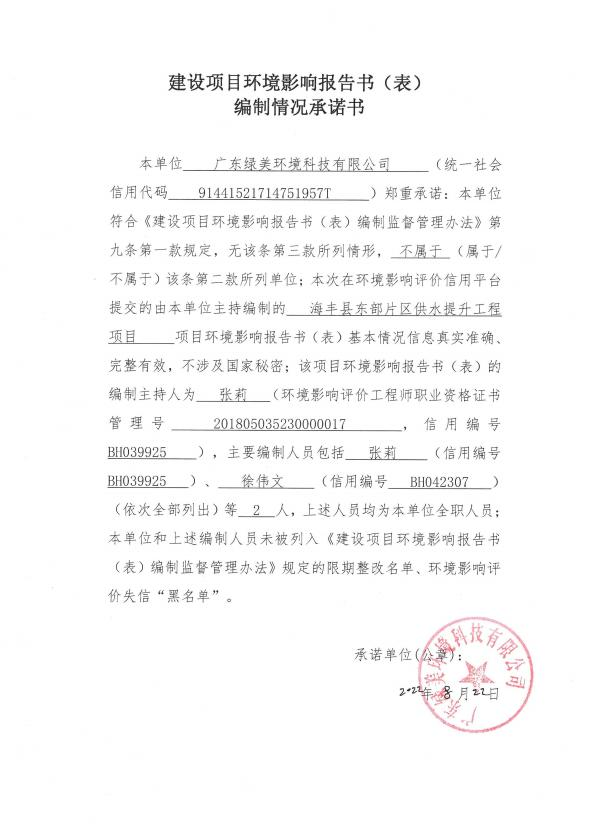 建设项目环境影响报告书（表）
编制情况承诺书
本单位 广东绿美环境科技有限公司 （统一社会
信用代码 91441521714751957T ）郑重承诺：本单位
符合《建设项目环境影响报告书（表）编制监督管理办法》第
九条第一款规定，无该条第三款所列情形， 不属于 （属于/
不属于）该条第二款所列单位；本次在环境影响评价信用平台
提交的由本单位主持编制的 海丰县东部片区供水提升工程
项目 项目环境影响报告书（表）基本情况信息真实准确、
完整有效，不涉及国家秘密；该项目环境影响报告书（表）的
编制主持人为 张莉 （环境影响评价工程师职业资格证书
管理号 201805035230000017 ，信用编号
BH039925 ），主要编制人员包括 张莉 （信用编号
BH039925 ）、 徐伟文 （信用编号 BH042307 ）
（依次全部列出）等 2 人，上述人员均为本单位全职人员；
本单位和上述编制人员未被列入《建设项目环境影响报告书
（表）编制监督管理办法》规定的限期整改名单、环境影响评
价失信“黑名单”。
承诺单位(公章)：
2022年 8 月 22日
广东绿美环境科技有限公司